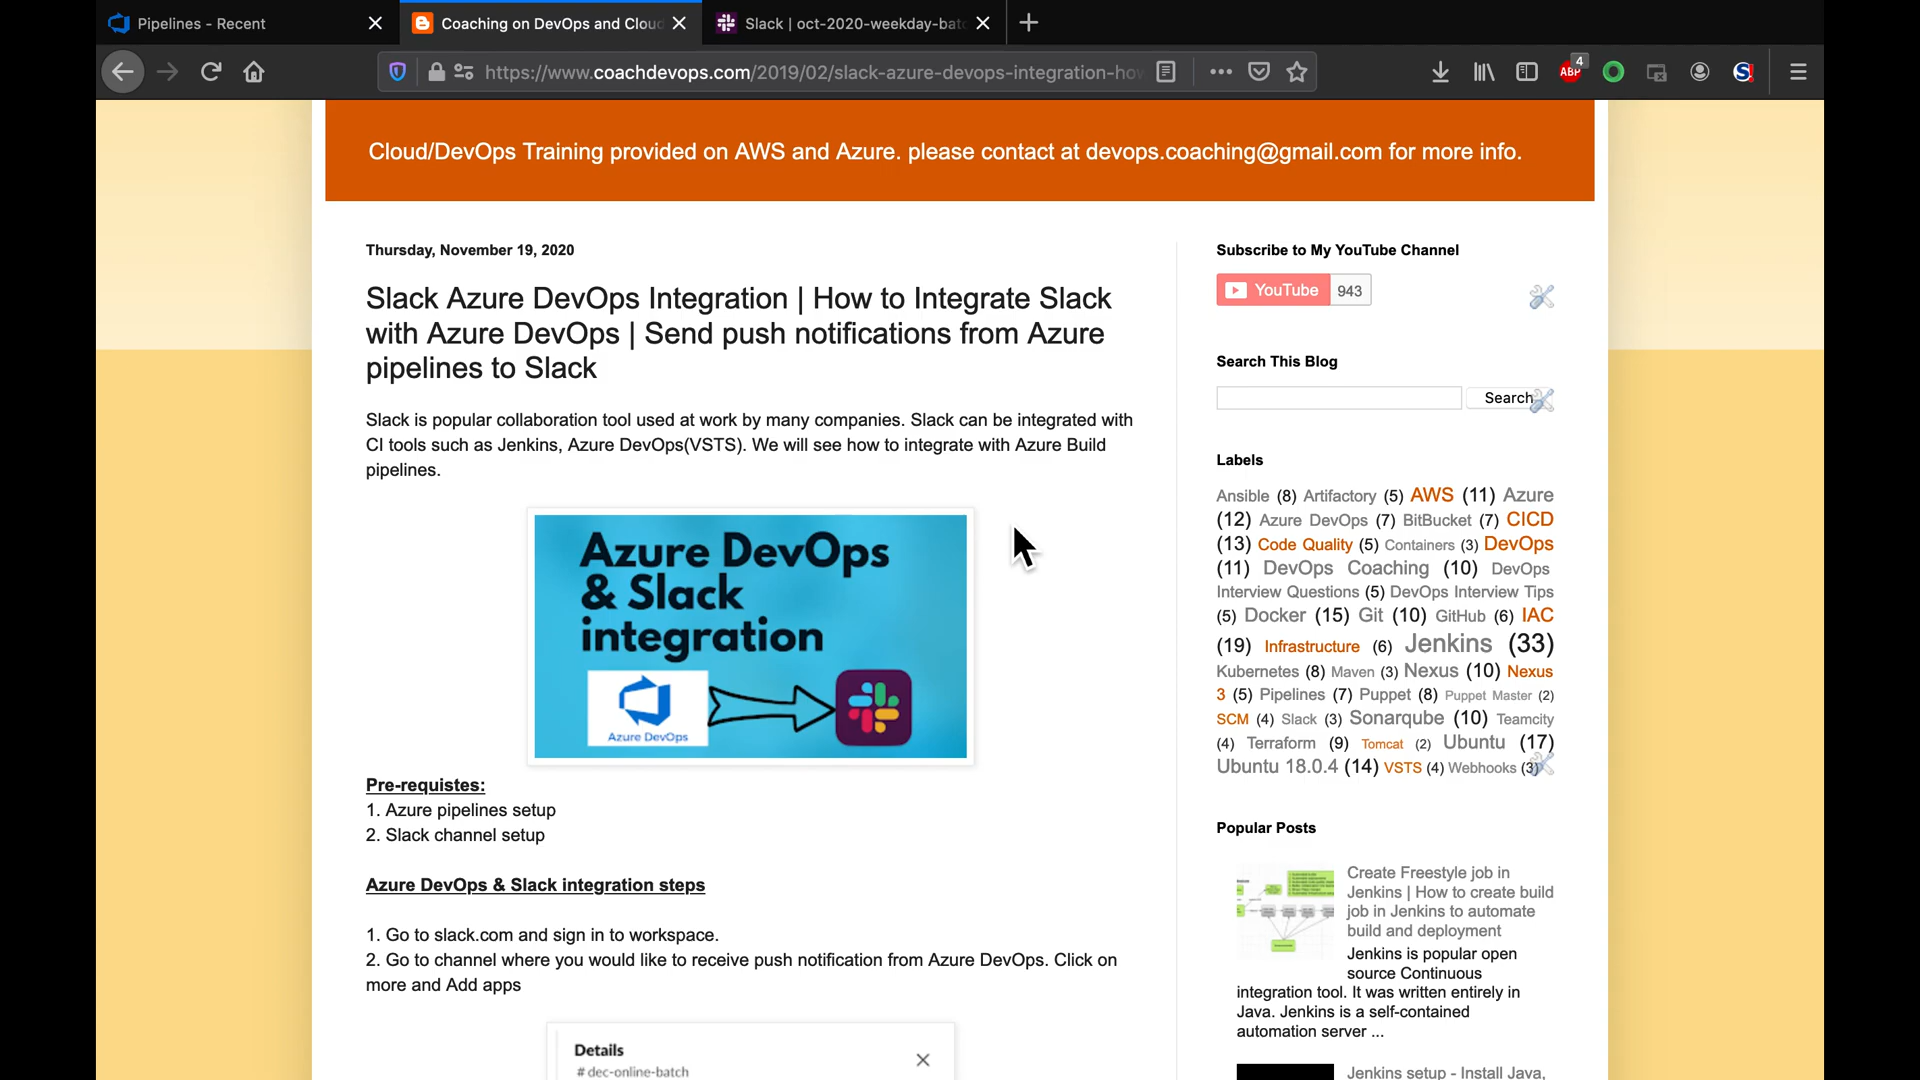 Pipelines - Recent
Coaching on DevOps and Cloud
Slack | oct-2020-weekday-bat
https://www.coachdevops.com/2019/02/slack-azure-devops-integration-how
ABP
4
Cloud/DevOps Training provided on AWS and Azure. please contact at devops.coaching@gmail.com for more info.
Thursday, November 19, 2020
Slack Azure DevOps Integration | How to Integrate Slack
with Azure DevOps | Send push notifications from Azure
pipelines to Slack
Slack is popular collaboration tool used at work by many companies. Slack can be integrated with
CI tools such as Jenkins, Azure DevOps(VSTS). We will see how to integrate with Azure Build
pipelines.
Azure DevOps
& Slack
integration
Azure DevOps
Pre-requistes:
1. Azure pipelines setup
2. Slack channel setup
Azure DevOps & Slack integration steps
1. Go to slack.com and sign in to workspace.
2. Go to channel where you would like to receive push notification from Azure DevOps. Click on
more and Add apps
Details
# dec-online-batch
Subscribe to My YouTube Channel
YouTube 943
Search This Blog
Search
Labels
Ansible (8) Artifactory (5) AWS (11) Azure
(12) Azure DevOps (7) BitBucket (7) CICD
(13) Code Quality (5) Containers (3) DevOps
(11) DevOps Coaching (10) DevOps
Interview Questions (5) DevOps Interview Tips
(5) Docker (15) Git (10) GitHub (6) IAC
(19) Infrastructure (6) Jenkins (33)
Kubernetes (8) Maven (3) Nexus (10) Nexus
3 (5) Pipelines (7) Puppet (8) Puppet Master (2)
SCM (4) Slack (3) Sonarqube (10) Teamcity
(4) Terraform (9) Tomcat (2) Ubuntu (17)
Ubuntu 18.0.4 (14) VSTS (4) Webhooks (3)
Popular Posts
Create Freestyle job in
Jenkins | How to create build
job in Jenkins to automate
build and deployment
Jenkins is popular open
source Continuous
integration tool. It was written entirely in
Java. Jenkins is a self-contained
automation server ...
Jenkins setup - Install Java,